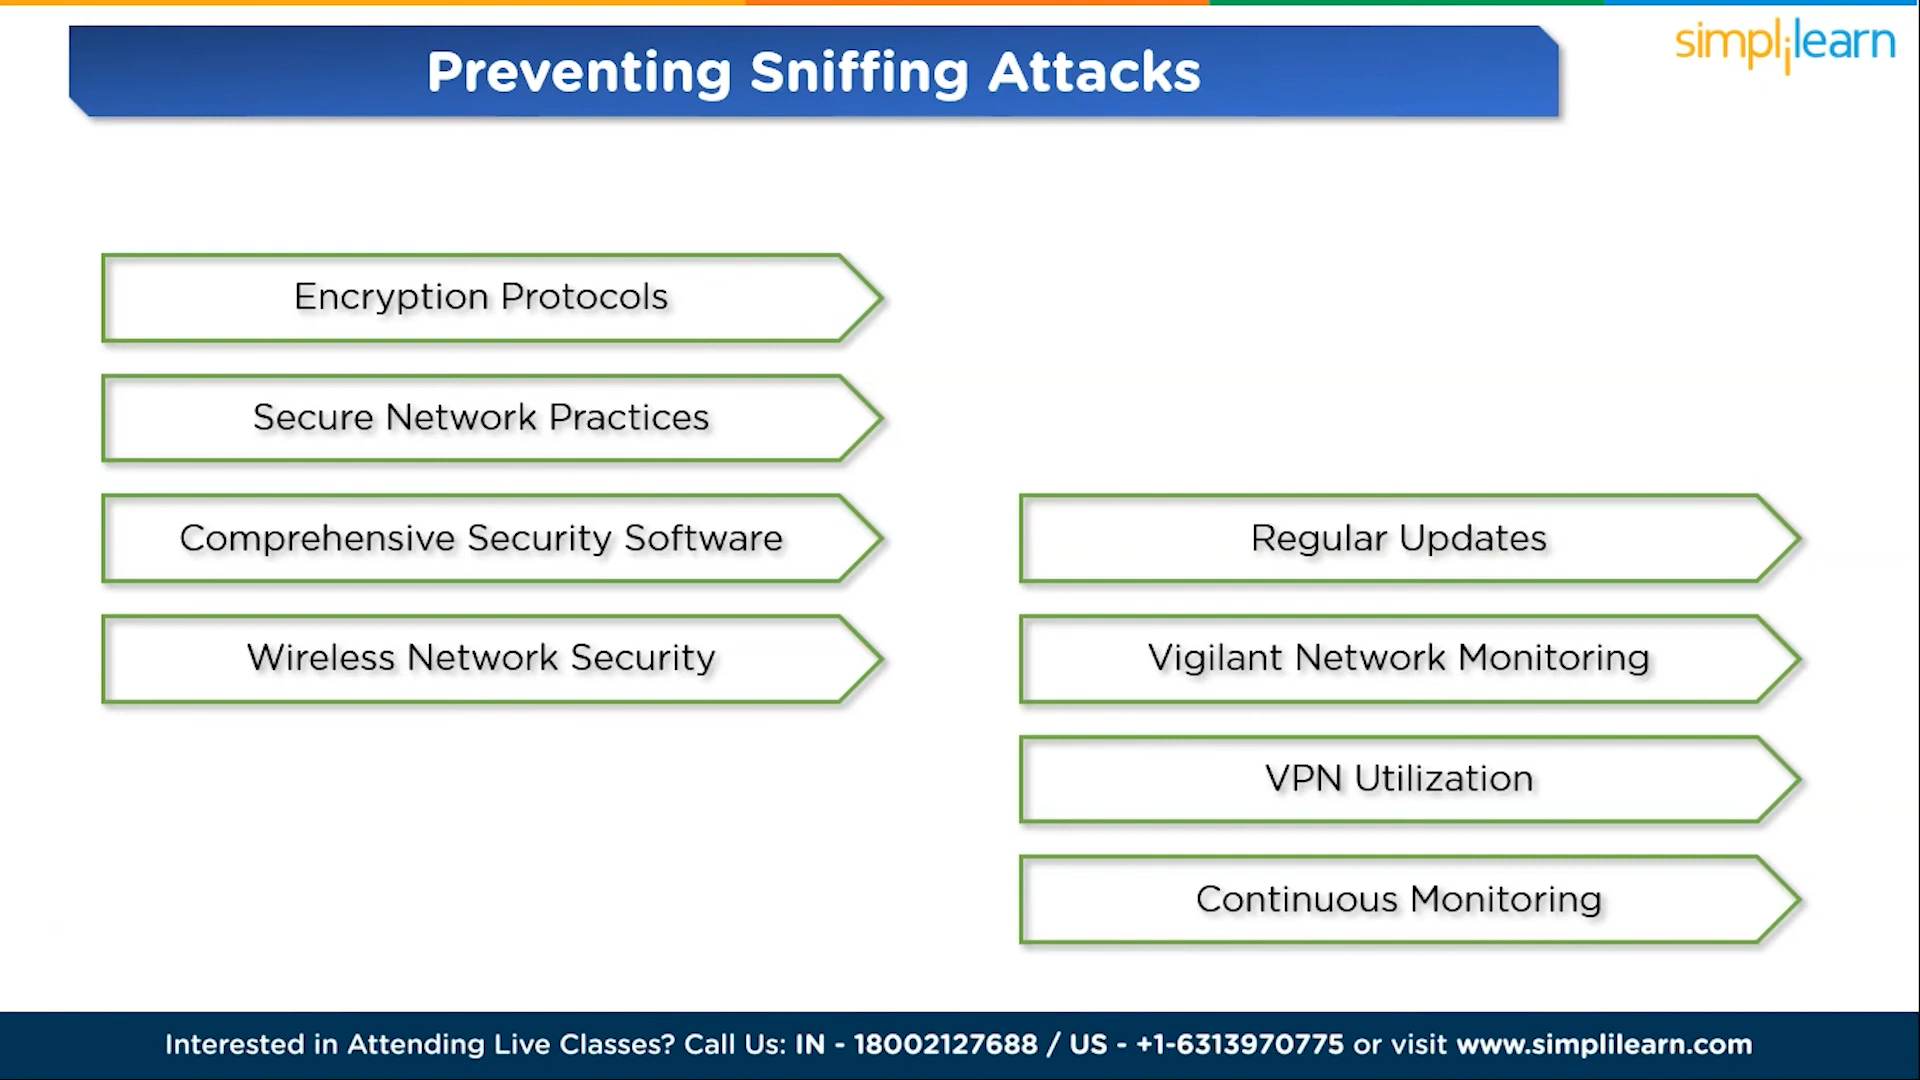 simplilearn
Preventing Sniffing Attacks
Encryption Protocols
Secure Network Practices
Comprehensive Security Software
Wireless Network Security
Regular Updates
Vigilant Network Monitoring
VPN Utilization
Continuous Monitoring
Interested in Attending Live Classes? Call Us: IN - 18002127688 / US - +1-6313970775 or visit www.simplilearn.com